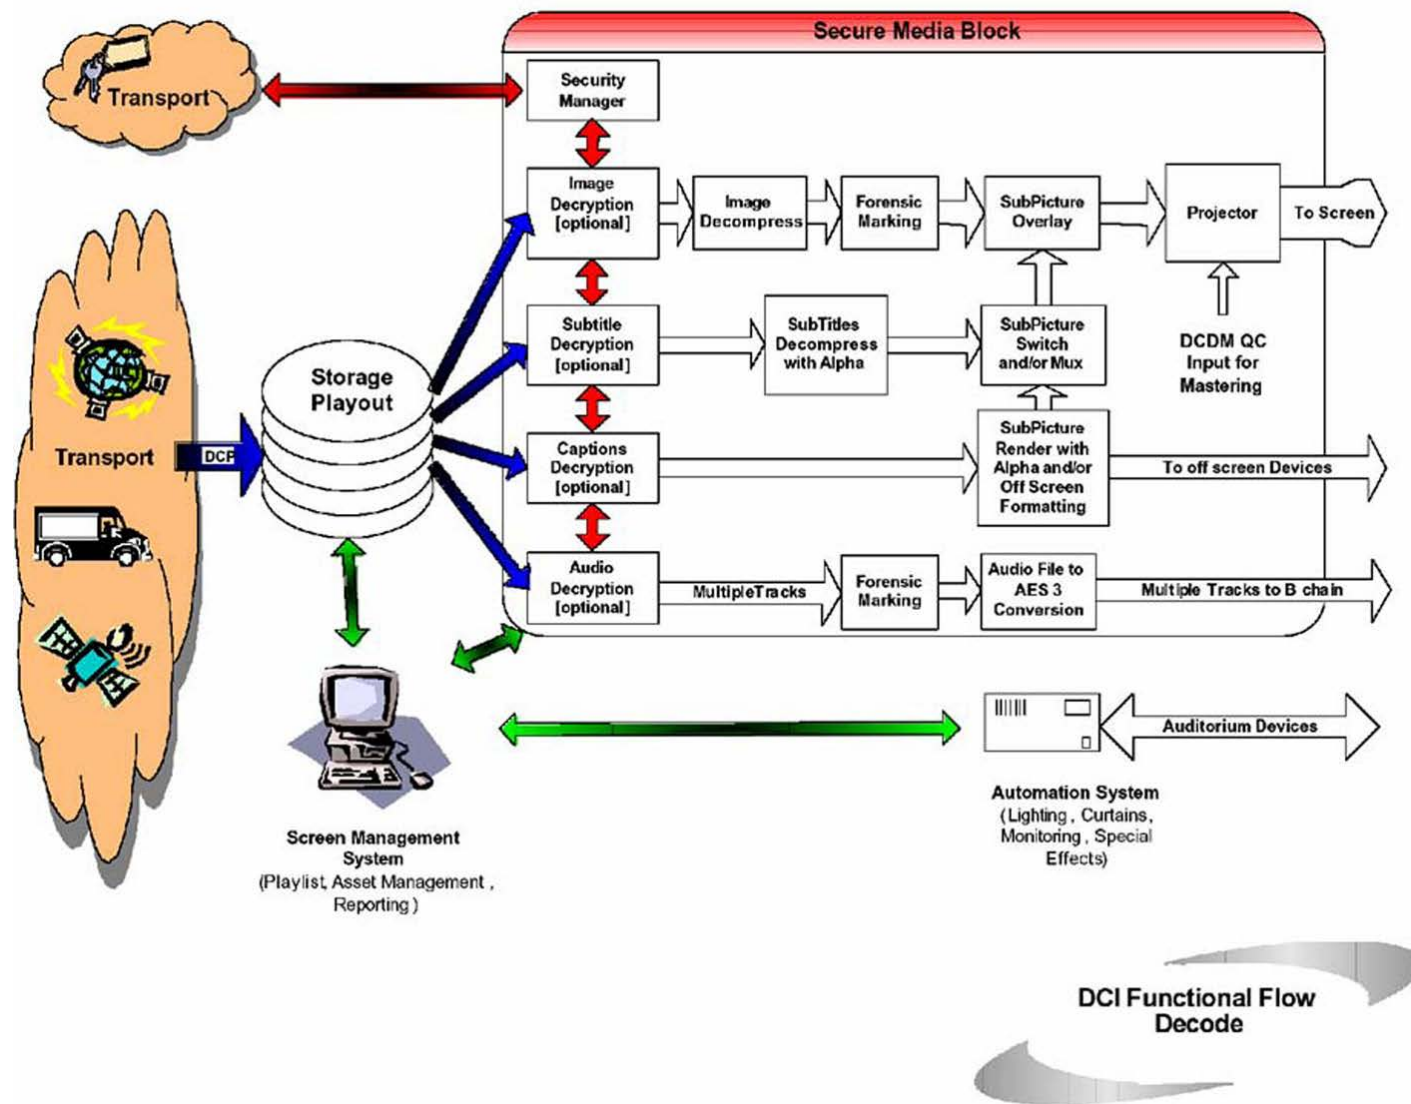 Secure Media Block
Transport
Security
Manager
Image
Decryption
[optional]
Image
Decompress
Forensic
Marking
SubPicture
Overlay
Projector
To Screen
Subtitle
Decryption
[optional]
SubTitles
Decompress
with Alpha
SubPicture
Switch
and/or Mux
DCDM QC
Input for
Mastering
Storage
Playout
Transport
DCP
Captions
Decryption
[optional]
SubPicture
Render with
Alpha and/or
Off Screen
Formatting
To off screen Devices
Audio
Decryption
[optional]
MultipleTracks
Forensic
Marking
Audio File to
AES 3
Conversion
Multiple Tracks to B chain
Auditorium Devices
Screen Management
System
(Playlist, Asset Management ,
Reporting )
Automation System
( Lighting , Curtains,
Monitoring , Special
Effects)
DCI Functional Flow
Decode